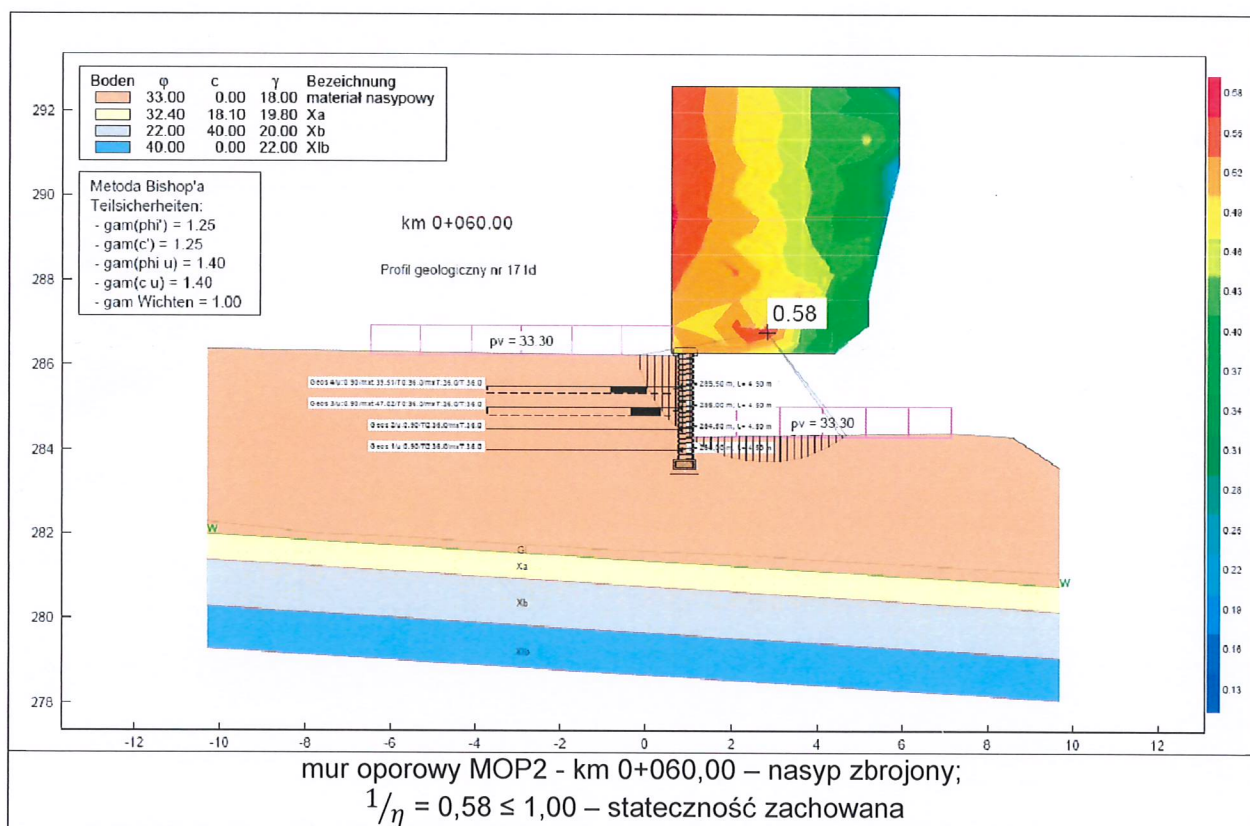 Boden φ c γ Bezeichnung
33.00 0.00 18.00 materiał nasypowy
32.40 18.10 19.80 Xa
22.00 40.00 20.00 Xb
40.00 0.00 22.00 XIb
Metoda Bishop'a
Teilsicherheiten:
- gam(phi') = 1.25
- gam(c') = 1.25
- gam(phi u) = 1.40
- gam(c u) = 1.40
- gam Wichten = 1.00
km 0+060.00
Profil geologiczny nr 171d
0.58
pv = 33.30
pv = 33.30
W
G
Xa
Xb
XIb
W
292
290
288
286
284
282
280
278
-12 -10 -8 -6 -4 -2 0 2 4 6 8 10 12
0.58
0.55
0.52
0.49
0.46
0.43
0.40
0.37
0.34
0.31
0.28
0.25
0.22
0.19
0.16
0.13
mur oporowy MOP2 - km 0+060,00 – nasyp zbrojony;
1/η = 0,58 ≤ 1,00 – stateczność zachowana